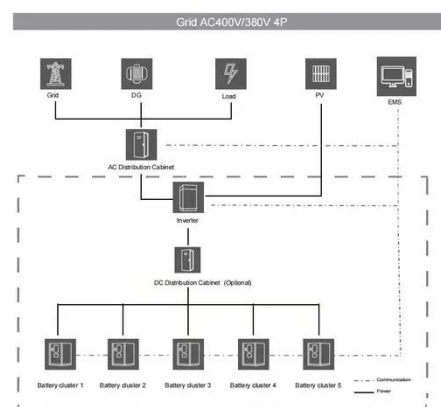 Grid AC400V/380V 4P
Grid
DG
Load
PV
EMS
AC Distribution Cabinet
Inverter
DC Distribution Cabinet (Optional)
Battery cluster 1
Battery cluster 2
Battery cluster 3
Battery cluster 4
Battery cluster 5
Communication
Power